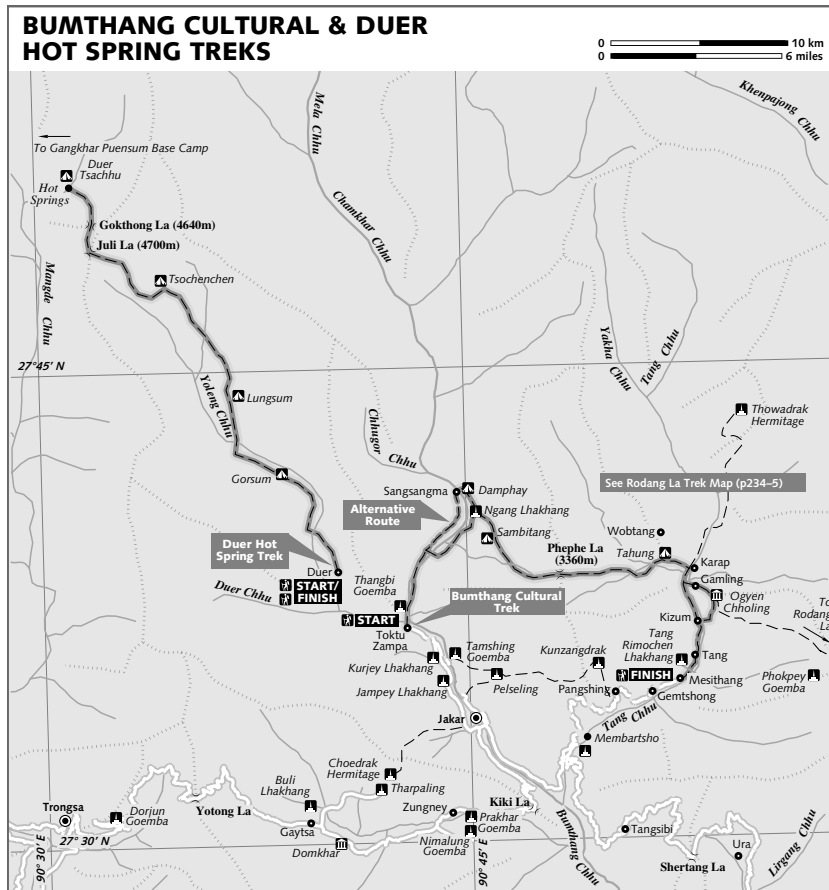 BUMTHANG CULTURAL & DUER
HOT SPRING TREKS
0 10 km
0 6 miles
Khenpajong Chhu
Mela Chhu
To Gangkhar Puensum Base Camp
Duer
Tsachhu
Hot
Springs
Chamkhar Chhu
Gokthong La (4640m)
Juli La (4700m)
Mangde Chhu
Tsochenchen
Yakha Chhu
Tang Chhu
27°45' N
Yoleng Chhu
Lungsum
Chhugor Chhu
Thowadrak
Hermitage
Gorsum
Sangsangma
Damphay
See Rodang La Trek Map (p234–5)
Alternative
Route
Ngang Lhakhang
Sambitang
Wobtang
Duer Hot
Spring Trek
Phephe La
(3360m)
Tahung
Karap
Duer
Gamling
START/
FINISH
Thangbi
Goemba
Bumthang Cultural
Trek
Ogyen
Chholing
Duer Chhu
START
Toktu
Zampa
Kizum
To
Rodang
La
Tang
Rimochen
Lhakhang
Tamshing
Goemba
Kunzangdrak
Tang
Kurjey Lhakhang
FINISH
Mesithang
Phokpey
Goemba
Jampey Lhakhang
Pelseling
Pangshing
Gemtshong
Jakar
Tang Chhu
Membartsho
Choedrak
Hermitage
Buli
Lhakhang
Tharpaling
Trongsa
Yotong La
Zungney
Kiki La
Dorjun
Goemba
Prakhar
Goemba
Gaytsa
Bumthang Chhu
Tangsibi
27° 30' N
Nimalung
Goemba
Ura
Domkhar
Shertang La
Lirgang Chhu
90° 30' E
90° 45' E